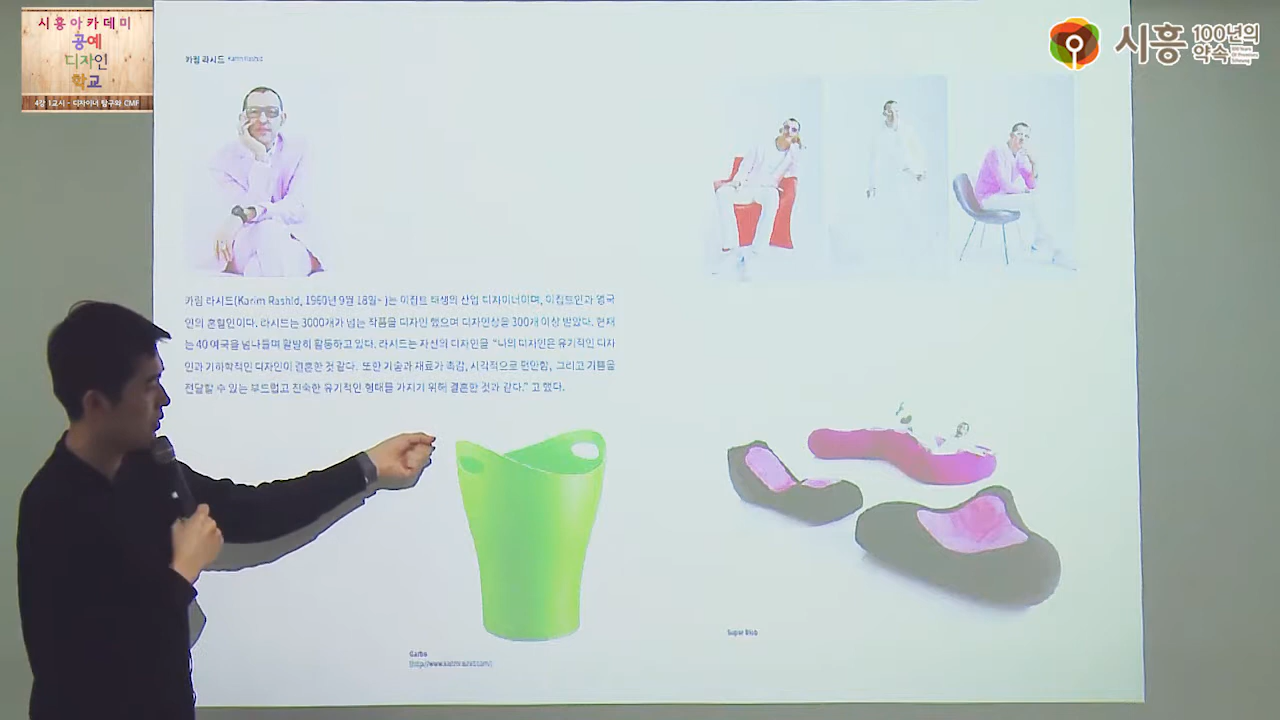 시흥아카데미
공예
디자인
학교
4강 1교시 - 디자이너 탐구와 CMF
시흥 100년의 약속
카림 라시드 Karim Rashid
카림 라시드(Karim Rashid, 1960년 9월 18일~ )는 이집트 태생의 산업 디자이너이며, 이집트인과 영국
인의 혼혈인이다. 라시드는 3000개가 넘는 작품을 디자인 했으며 디자인상을 300개 이상 받았다. 현재
는 40 여국을 넘나들며 활발히 활동하고 있다. 라시드는 자신의 디자인을 “나의 디자인은 유기적인 디자
인과 기하학적인 디자인이 결혼한 것 같다. 또한 기술과 재료가 촉감, 시각적으로 편안함, 그리고 기쁨을
전달할 수 있는 부드럽고 친숙한 유기적인 형태를 가지기 위해 결혼한 것과 같다.” 고 했다.
Garbo
Super Blob